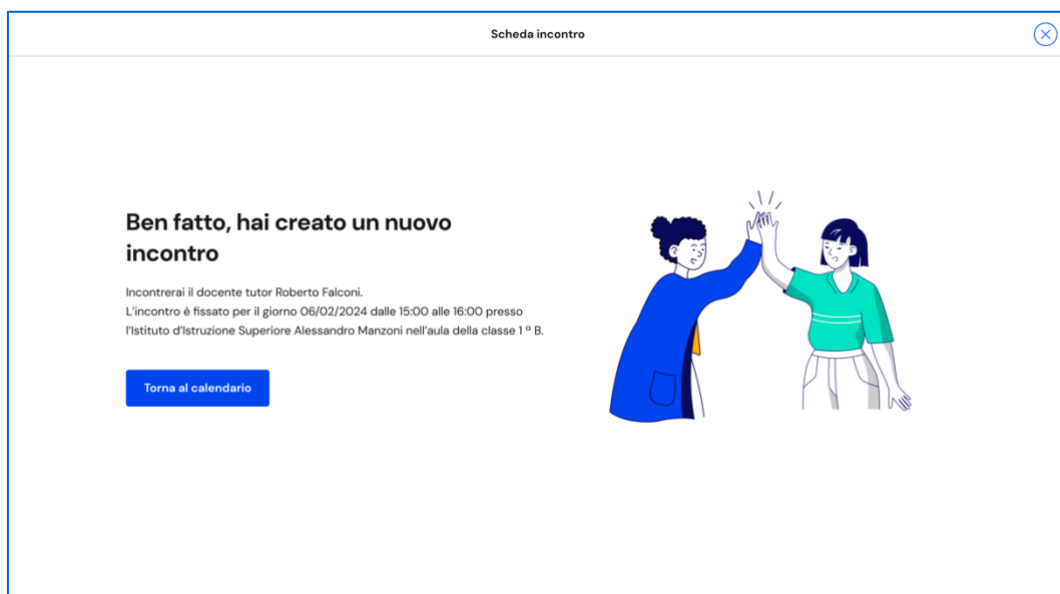 Scheda incontro
Ben fatto, hai creato un nuovo
incontro
Incontrerai il docente tutor Roberto Falconi.
L'incontro è fissato per il giorno 06/02/2024 dalle 15:00 alle 16:00 presso
l'Istituto d'Istruzione Superiore Alessandro Manzoni nell'aula della classe 1 ª B.
Torna al calendario